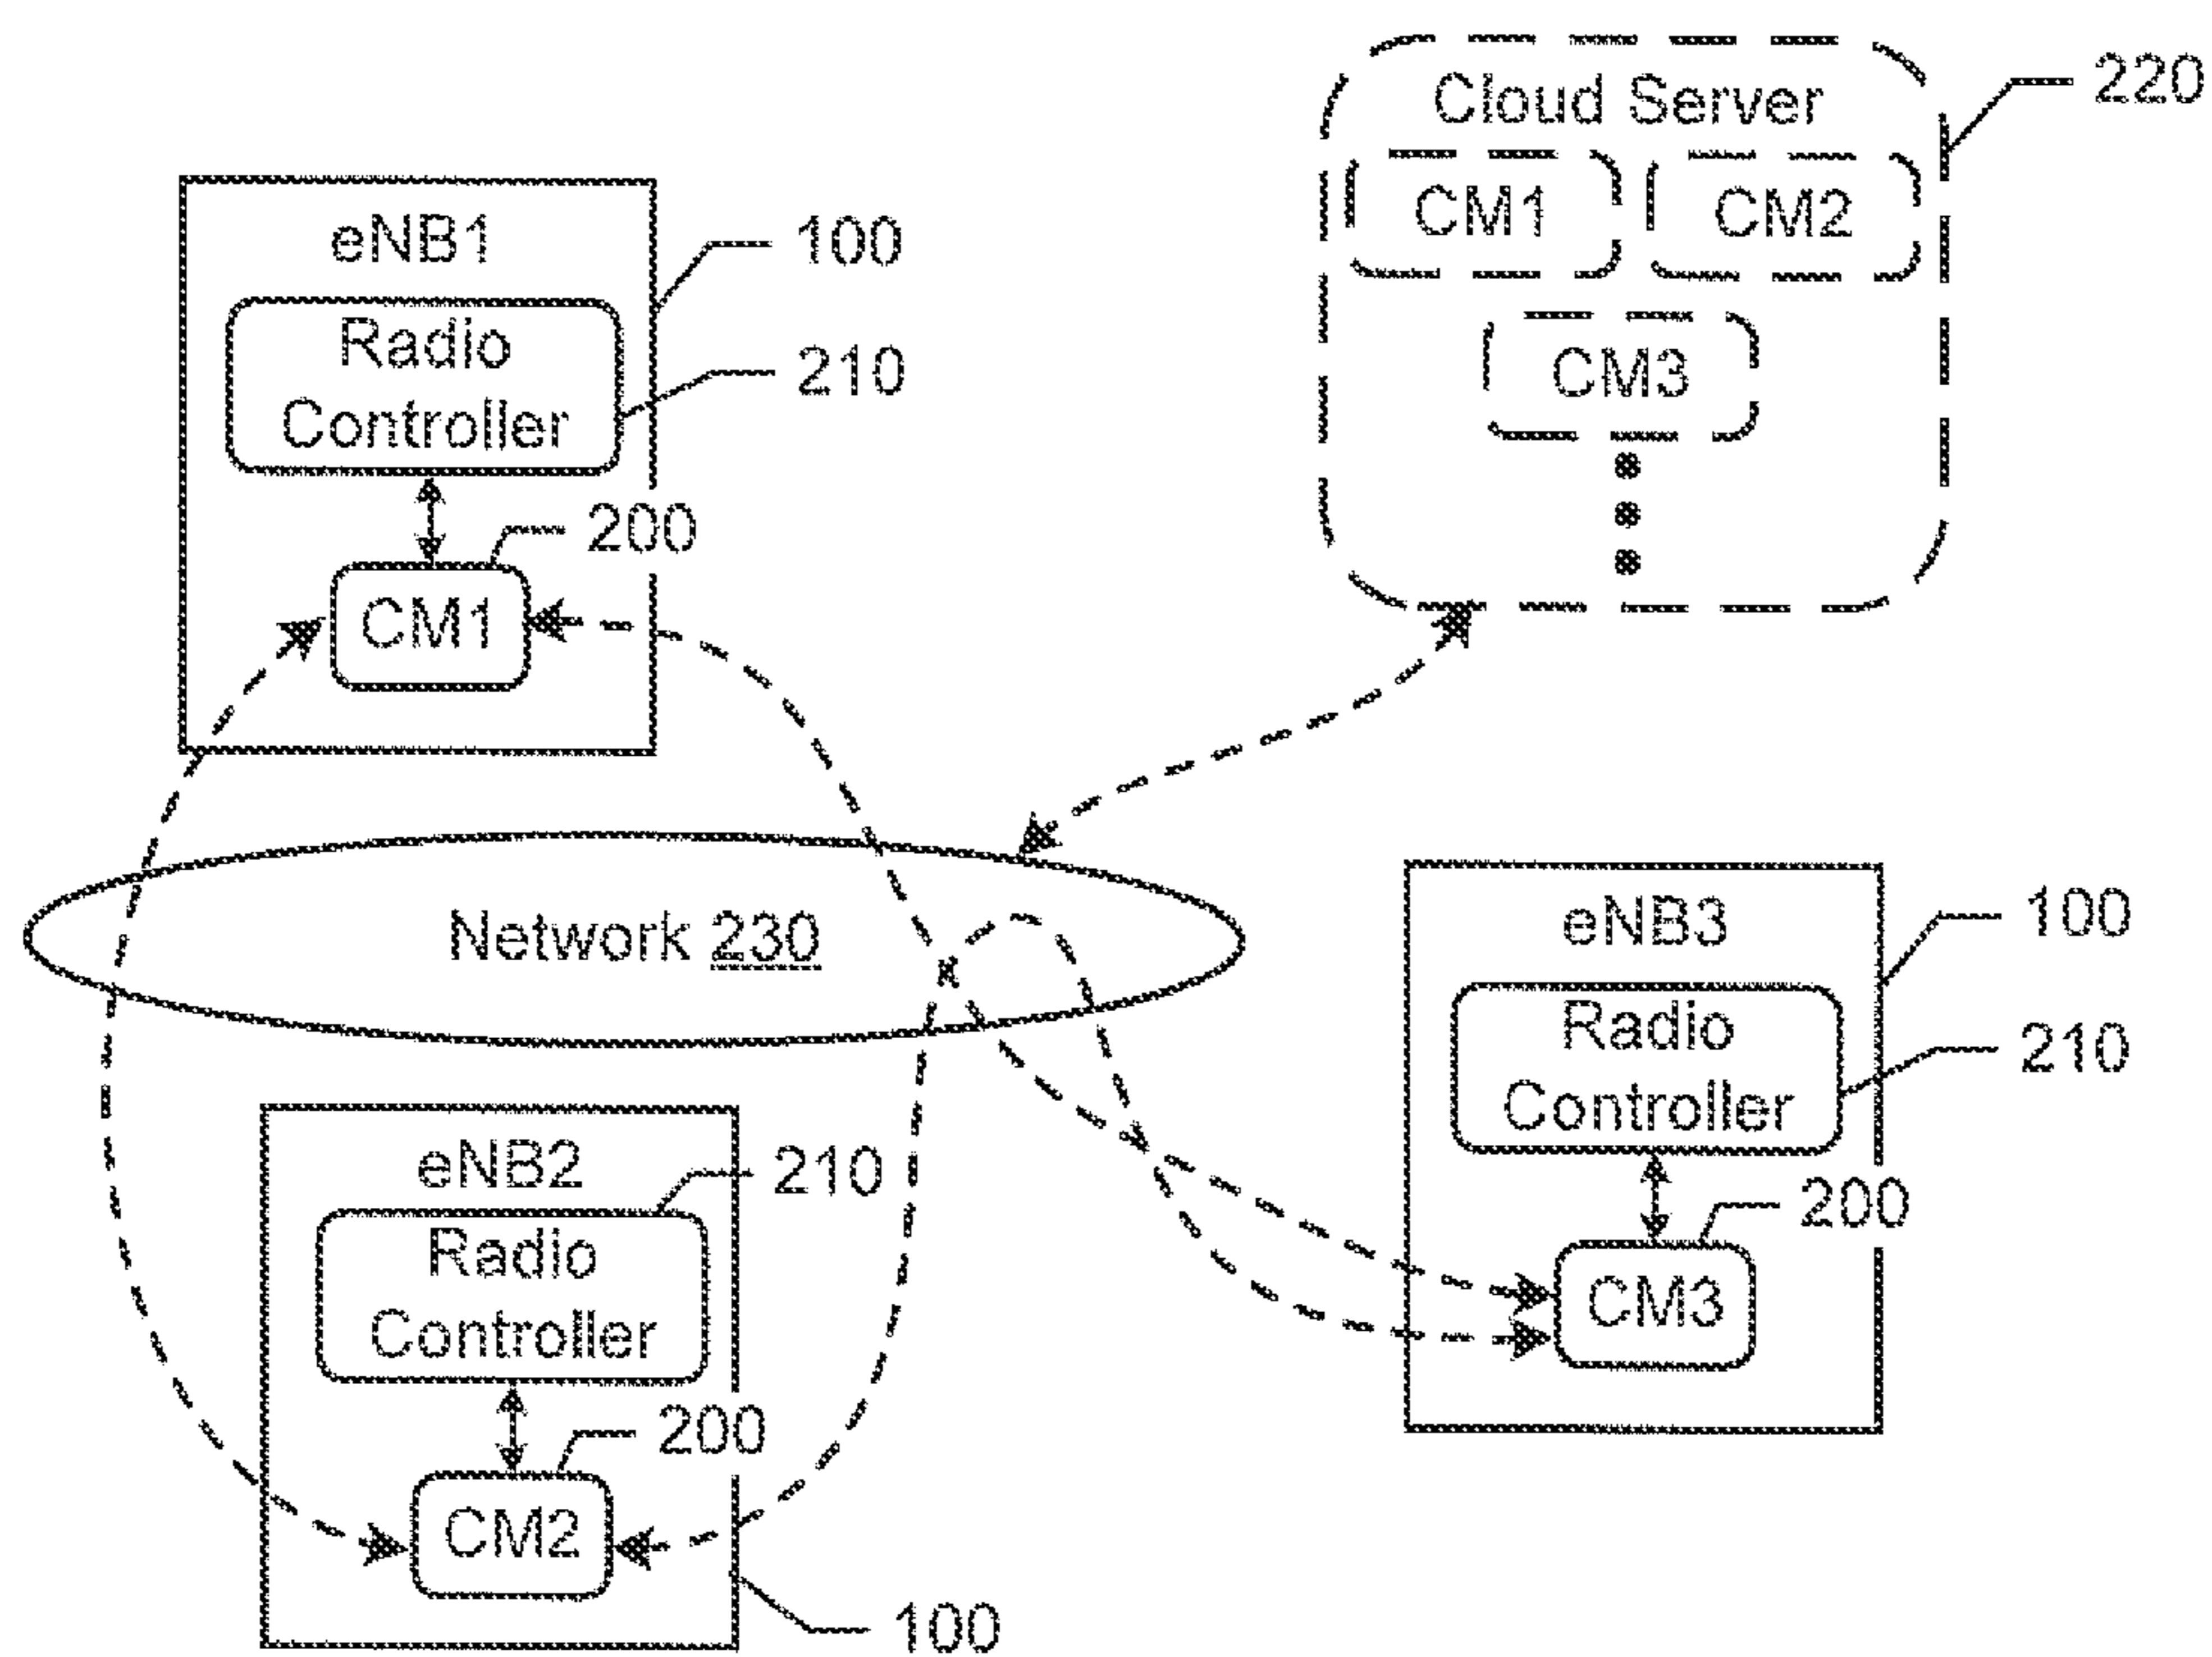 Cloud Server
220
CM1
CM2
CM3
eNB1
100
Radio
Controller
210
200
CM1
Network 230
eNB2
210
Radio
Controller
200
CM2
100
eNB3
100
Radio
Controller
210
200
CM3